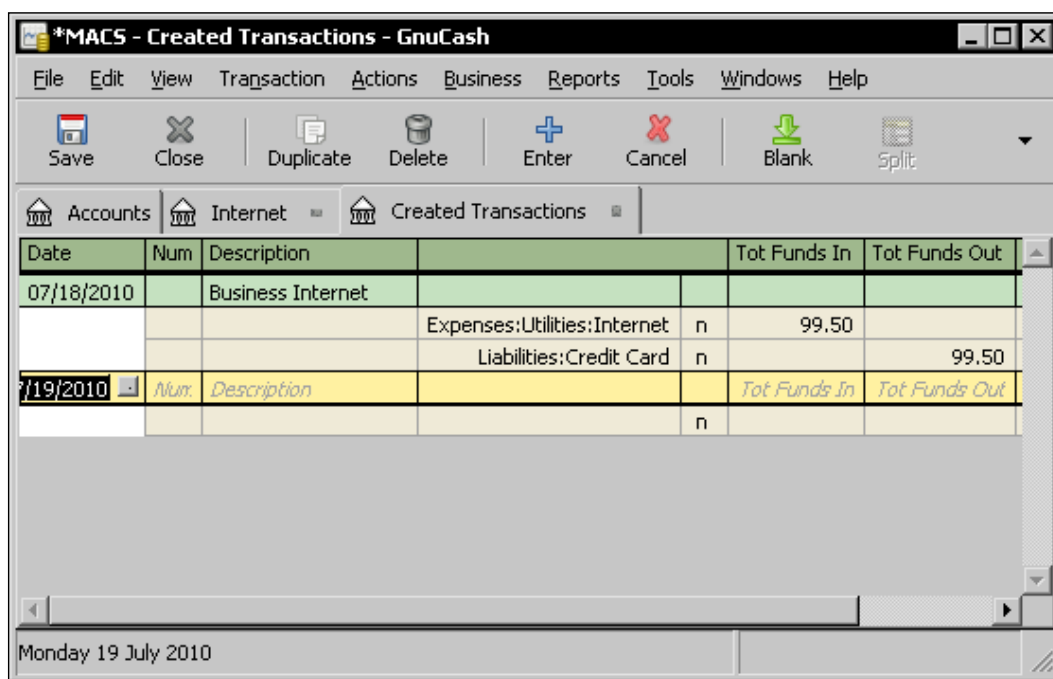 *MACS - Created Transactions - GnuCash
File Edit View Transaction Actions Business Reports Tools Windows Help
Save Close Duplicate Delete Enter Cancel Blank Split
Accounts Internet Created Transactions
Date Num Description Tot Funds In Tot Funds Out
07/18/2010 Business Internet
Expenses:Utilities:Internet n 99.50
Liabilities:Credit Card n 99.50
7/19/2010 Num Description Tot Funds In Tot Funds Out
n
Monday 19 July 2010